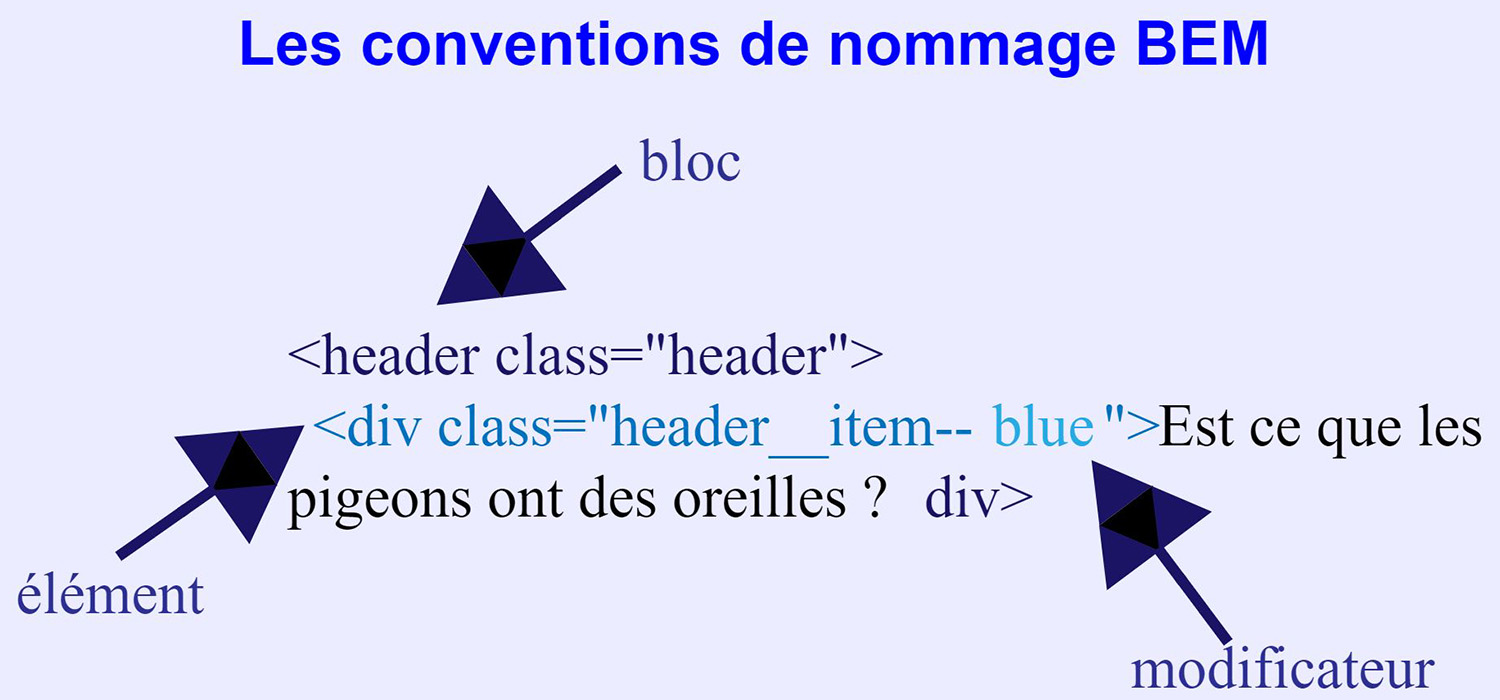 Les conventions de nommage BEM
bloc
<header class="header">
<div class="header__item-- blue ">Est ce que les
pigeons ont des oreilles ? div>
élément
modificateur